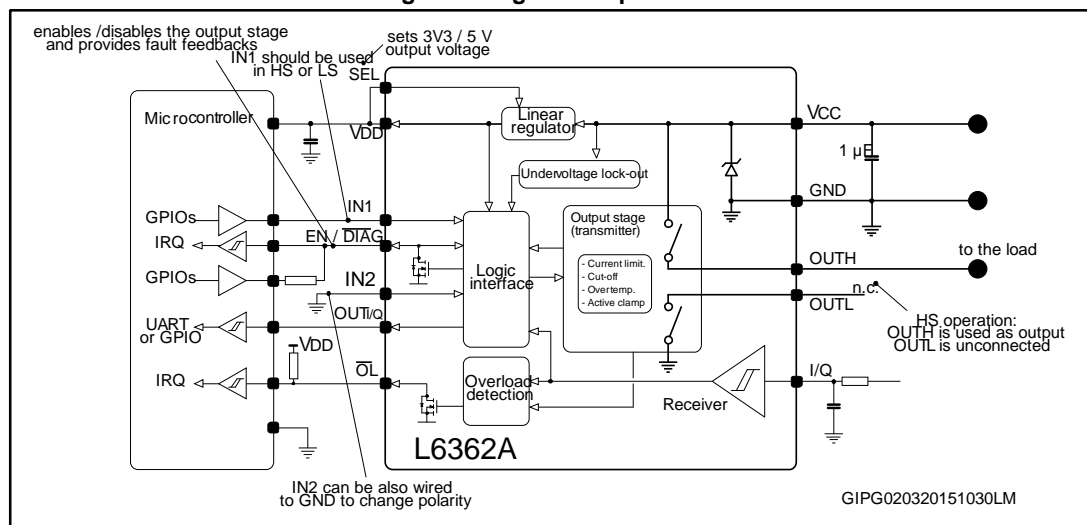 enables /disables the output stage
and provides fault feedbacks
sets 3V3 / 5 V
output voltage
IN1 should be used
in HS or LS
SEL
Microcontroller
VDD
Linear
regulator
VCC
1 µF
Undervoltage lock-out
GND
GPIOs
IN1
IRQ
EN / DIAG
GPIOs
IN2
Logic
interface
Output stage
(transmitter)
- Current limit.
- Cut-off
- Overtemp.
- Active clamp
OUTH
to the load
n.c.
OUTL
UART
or GPIO
OUTI/Q
HS operation:
OUTH is used as output
OUTL is unconnected
VDD
IRQ
OL
Overload
detection
Receiver
I/Q
L6362A
IN2 can be also wired
to GND to change polarity
GIPG020320151030LM